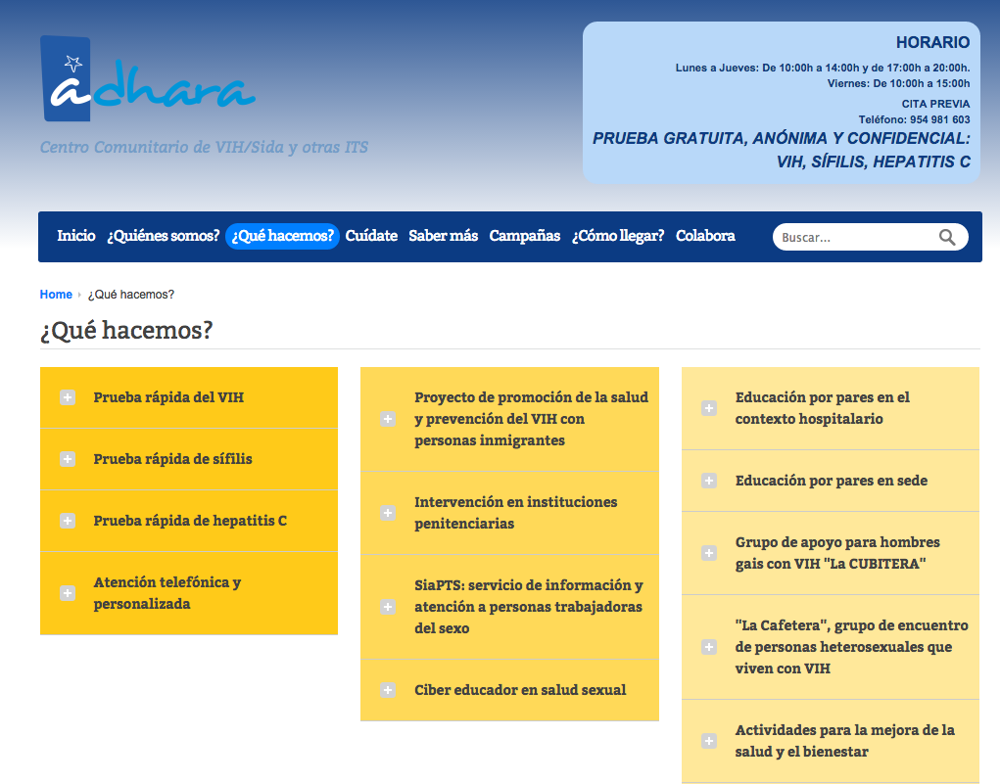 adhara
Centro Comunitario de VIH/Sida y otras ITS
HORARIO
Lunes a Jueves: De 10:00h a 14:00h y de 17:00h a 20:00h.
Viernes: De 10:00h a 15:00h
CITA PREVIA
Teléfono: 954 981 603
PRUEBA GRATUITA, ANÓNIMA Y CONFIDENCIAL:
VIH, SÍFILIS, HEPATITIS C
Inicio ¿Quiénes somos? ¿Qué hacemos? Cuídate Saber más Campañas ¿Cómo llegar? Colabora Buscar...
Home ¿Qué hacemos?
¿Qué hacemos?
Prueba rápida del VIH
Prueba rápida de sífilis
Prueba rápida de hepatitis C
Atención telefónica y
personalizada
Proyecto de promoción de la salud
y prevención del VIH con
personas inmigrantes
Intervención en instituciones
penitenciarias
SiaPTS: servicio de información y
atención a personas trabajadoras
del sexo
Ciber educador en salud sexual
Educación por pares en el
contexto hospitalario
Educación por pares en sede
Grupo de apoyo para hombres
gais con VIH "La CUBITERA"
"La Cafetera", grupo de encuentro
de personas heterosexuales que
viven con VIH
Actividades para la mejora de la
salud y el bienestar